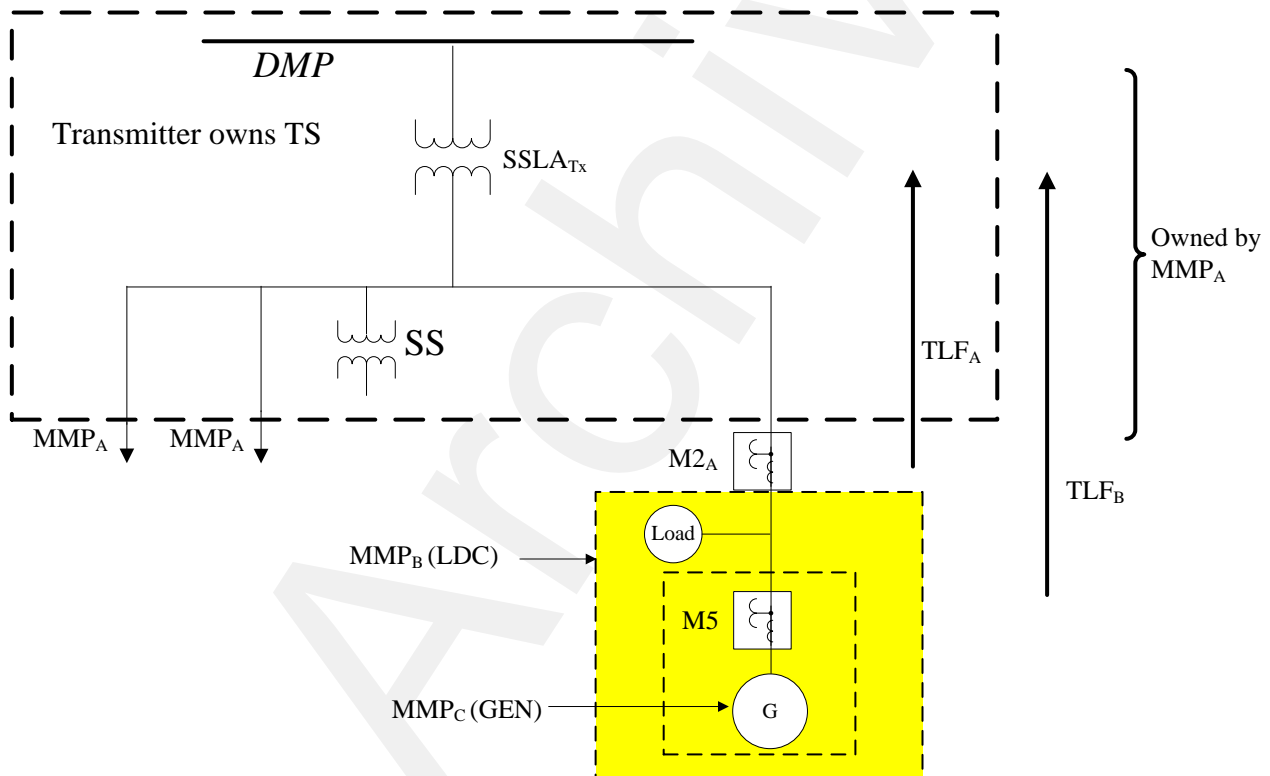 DMP
Transmitter owns TS
SSLATx
Owned by
MMPA
SS
TLFA
MMPA
MMPA
M2A
TLFB
Load
MMPB (LDC)
M5
MMPC (GEN)
G
Archiv